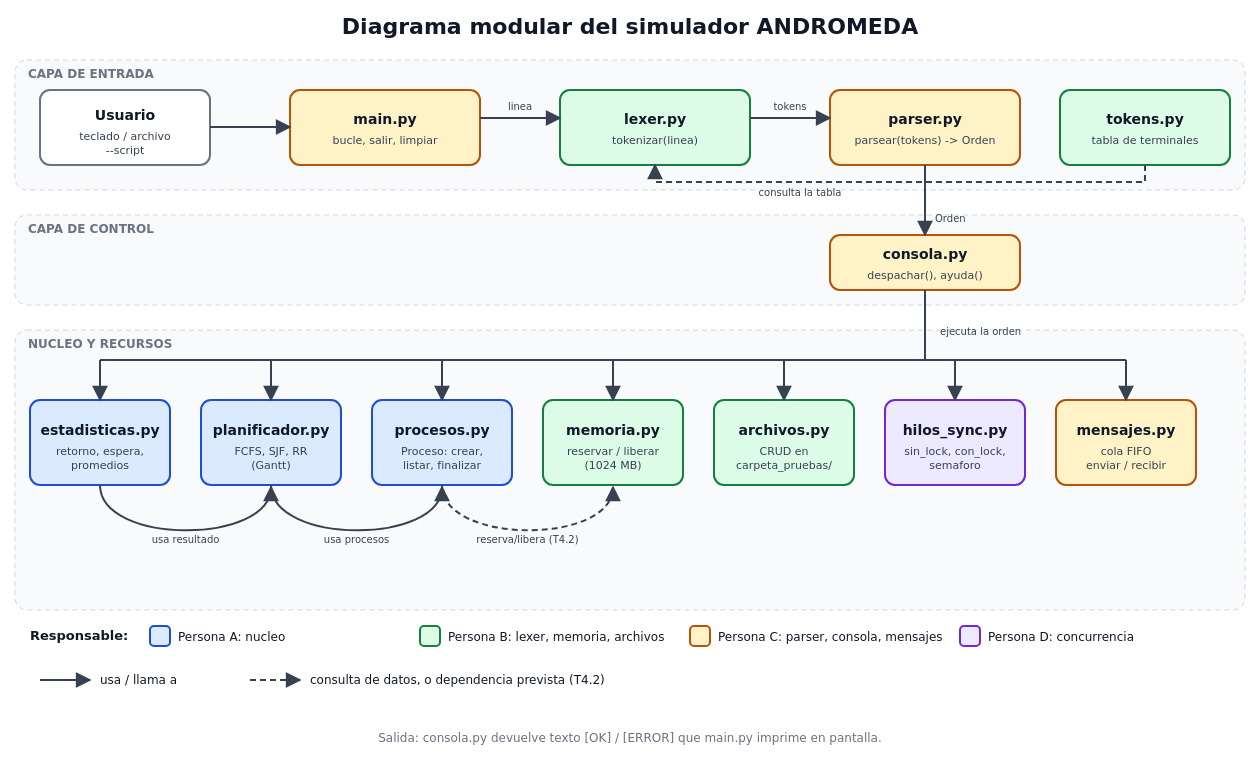 Diagrama modular del simulador ANDROMEDA
CAPA DE ENTRADA
Usuario
teclado / archivo
--script
main.py
bucle, salir, limpiar
linea
lexer.py
tokenizar(linea)
tokens
parser.py
parsear(tokens) -> Orden
tokens.py
tabla de terminales
consulta la tabla
Orden
CAPA DE CONTROL
consola.py
despachar(), ayuda()
ejecuta la orden
NUCLEO Y RECURSOS
estadisticas.py
retorno, espera,
promedios
planificador.py
FCFS, SJF, RR
(Gantt)
procesos.py
Proceso: crear,
listar, finalizar
memoria.py
reservar / liberar
(1024 MB)
archivos.py
CRUD en
carpeta_pruebas/
hilos_sync.py
sin_lock, con_lock,
semaforo
mensajes.py
cola FIFO
enviar / recibir
usa resultado
usa procesos
reserva/libera (T4.2)
Responsable:
Persona A: nucleo
Persona B: lexer, memoria, archivos
Persona C: parser, consola, mensajes
Persona D: concurrencia
usa / llama a
consulta de datos, o dependencia prevista (T4.2)
Salida: consola.py devuelve texto [OK] / [ERROR] que main.py imprime en pantalla.